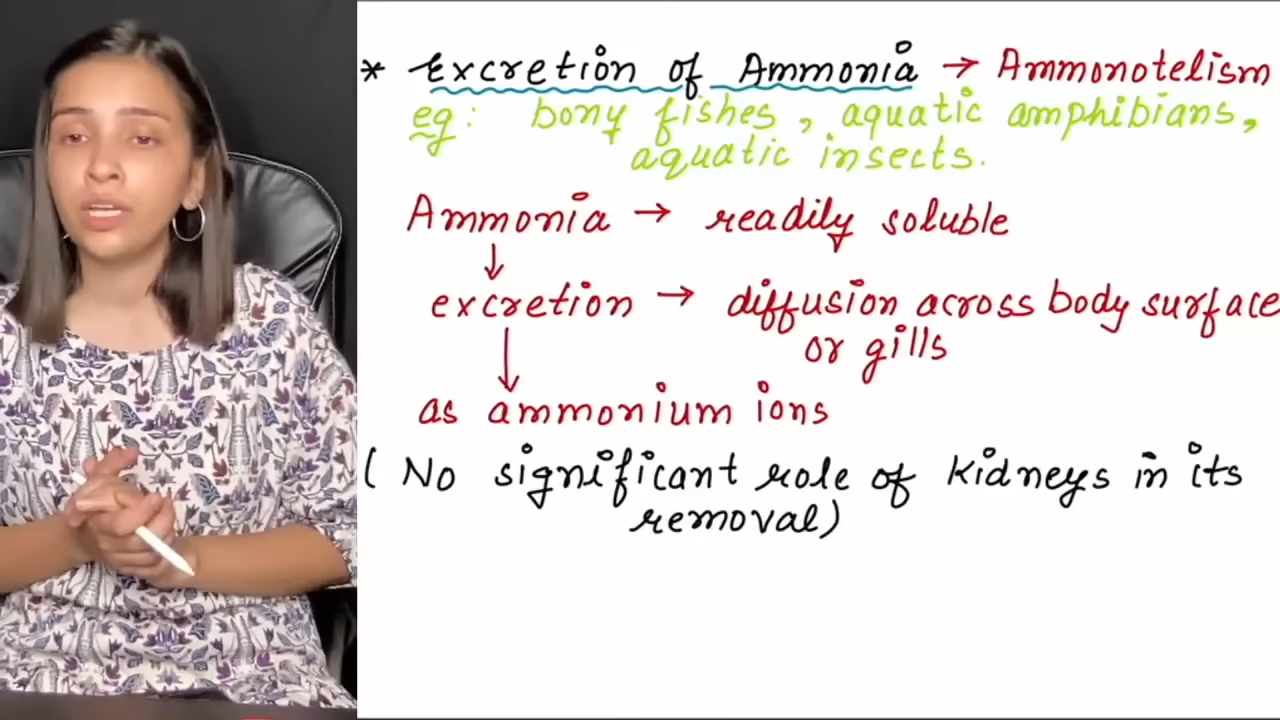 * Excretion of Ammonia → Ammonotelism
eg: bony fishes, aquatic amphibians,
aquatic insects.
Ammonia → readily soluble
↓
excretion → diffusion across body surface
or gills
↓
as ammonium ions
( No significant role of Kidneys in its
removal)